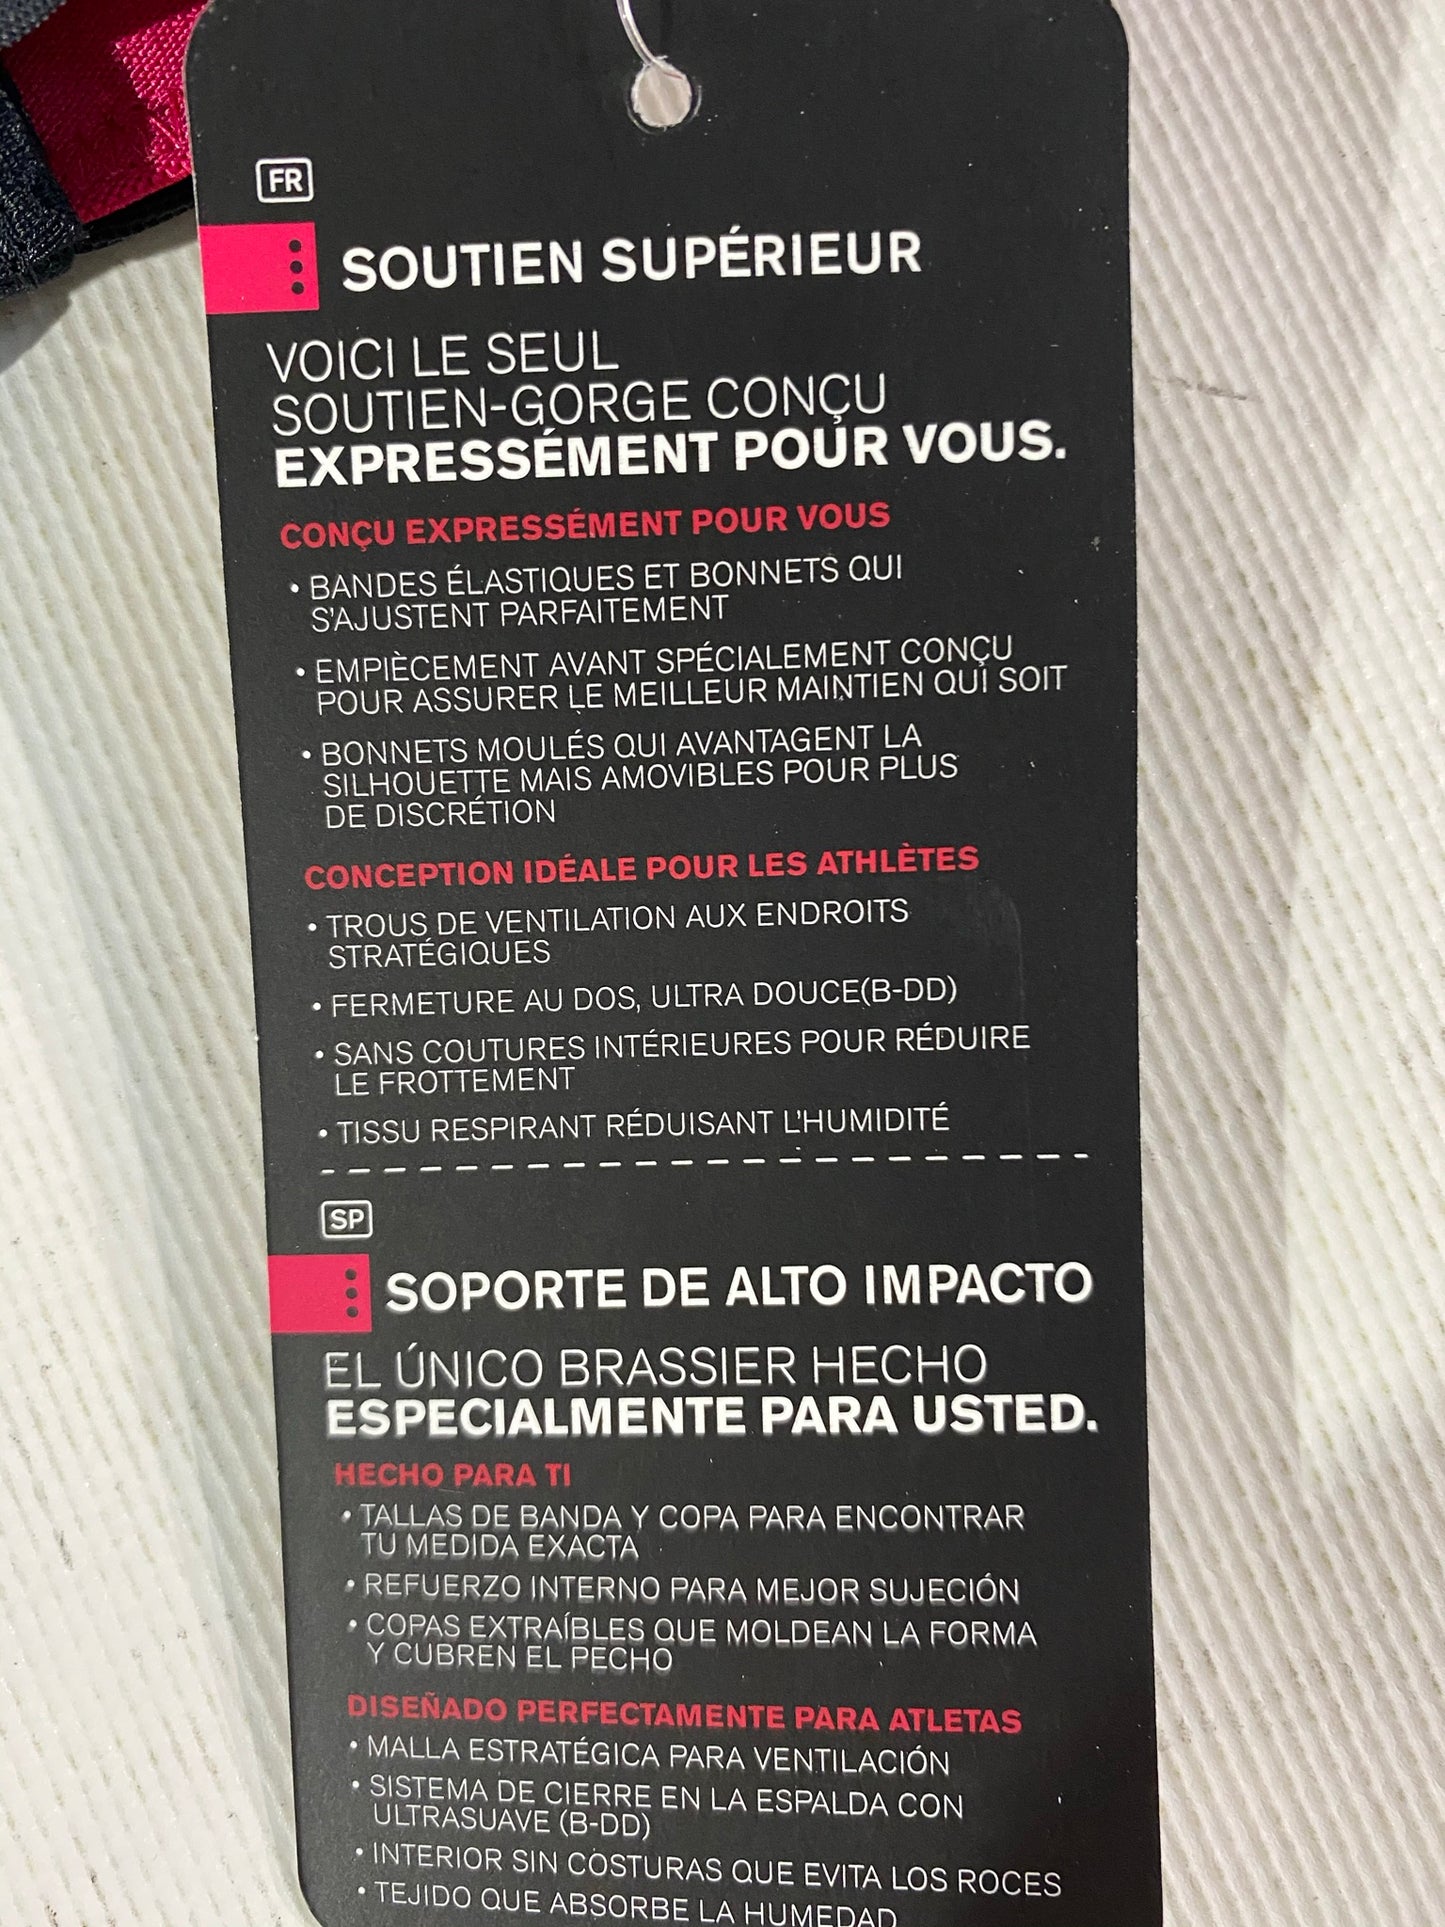 FR
SOUTIEN SUPÉRIEUR
VOICI LE SEUL
SOUTIEN-GORGE CONÇU
EXPRESSÉMENT POUR VOUS.
CONÇU EXPRESSÉMENT POUR VOUS
• BANDES ÉLASTIQUES ET BONNETS QUI
S'AJUSTENT PARFAITEMENT
• EMPIÈCEMENT AVANT SPÉCIALEMENT CONÇU
POUR ASSURER LE MEILLEUR MAINTIEN QUI SOIT
• BONNETS MOULÉS QUI AVANTAGENT LA
SILHOUETTE MAIS AMOVIBLES POUR PLUS
DE DISCRÉTION
CONCEPTION IDÉALE POUR LES ATHLÈTES
• TROUS DE VENTILATION AUX ENDROITS
STRATÉGIQUES
• FERMETURE AU DOS, ULTRA DOUCE(B-DD)
• SANS COUTURES INTÉRIEURES POUR RÉDUIRE
LE FROTTEMENT
• TISSU RESPIRANT RÉDUISANT L'HUMIDITÉ
SP
SOPORTE DE ALTO IMPACTO
EL ÚNICO BRASSIER HECHO
ESPECIALMENTE PARA USTED.
HECHO PARA TI
• TALLAS DE BANDA Y COPA PARA ENCONTRAR
TU MEDIDA EXACTA
• REFUERZO INTERNO PARA MEJOR SUJECIÓN
• COPAS EXTRAÍBLES QUE MOLDEAN LA FORMA
Y CUBREN EL PECHO
DISEÑADO PERFECTAMENTE PARA ATLETAS
• MALLA ESTRATÉGICA PARA VENTILACIÓN
• SISTEMA DE CIERRE EN LA ESPALDA CON
ULTRASUAVE (B-DD)
• INTERIOR SIN COSTURAS QUE EVITA LOS ROCES
• TEJIDO QUE ABSORBE LA HUMEDAD